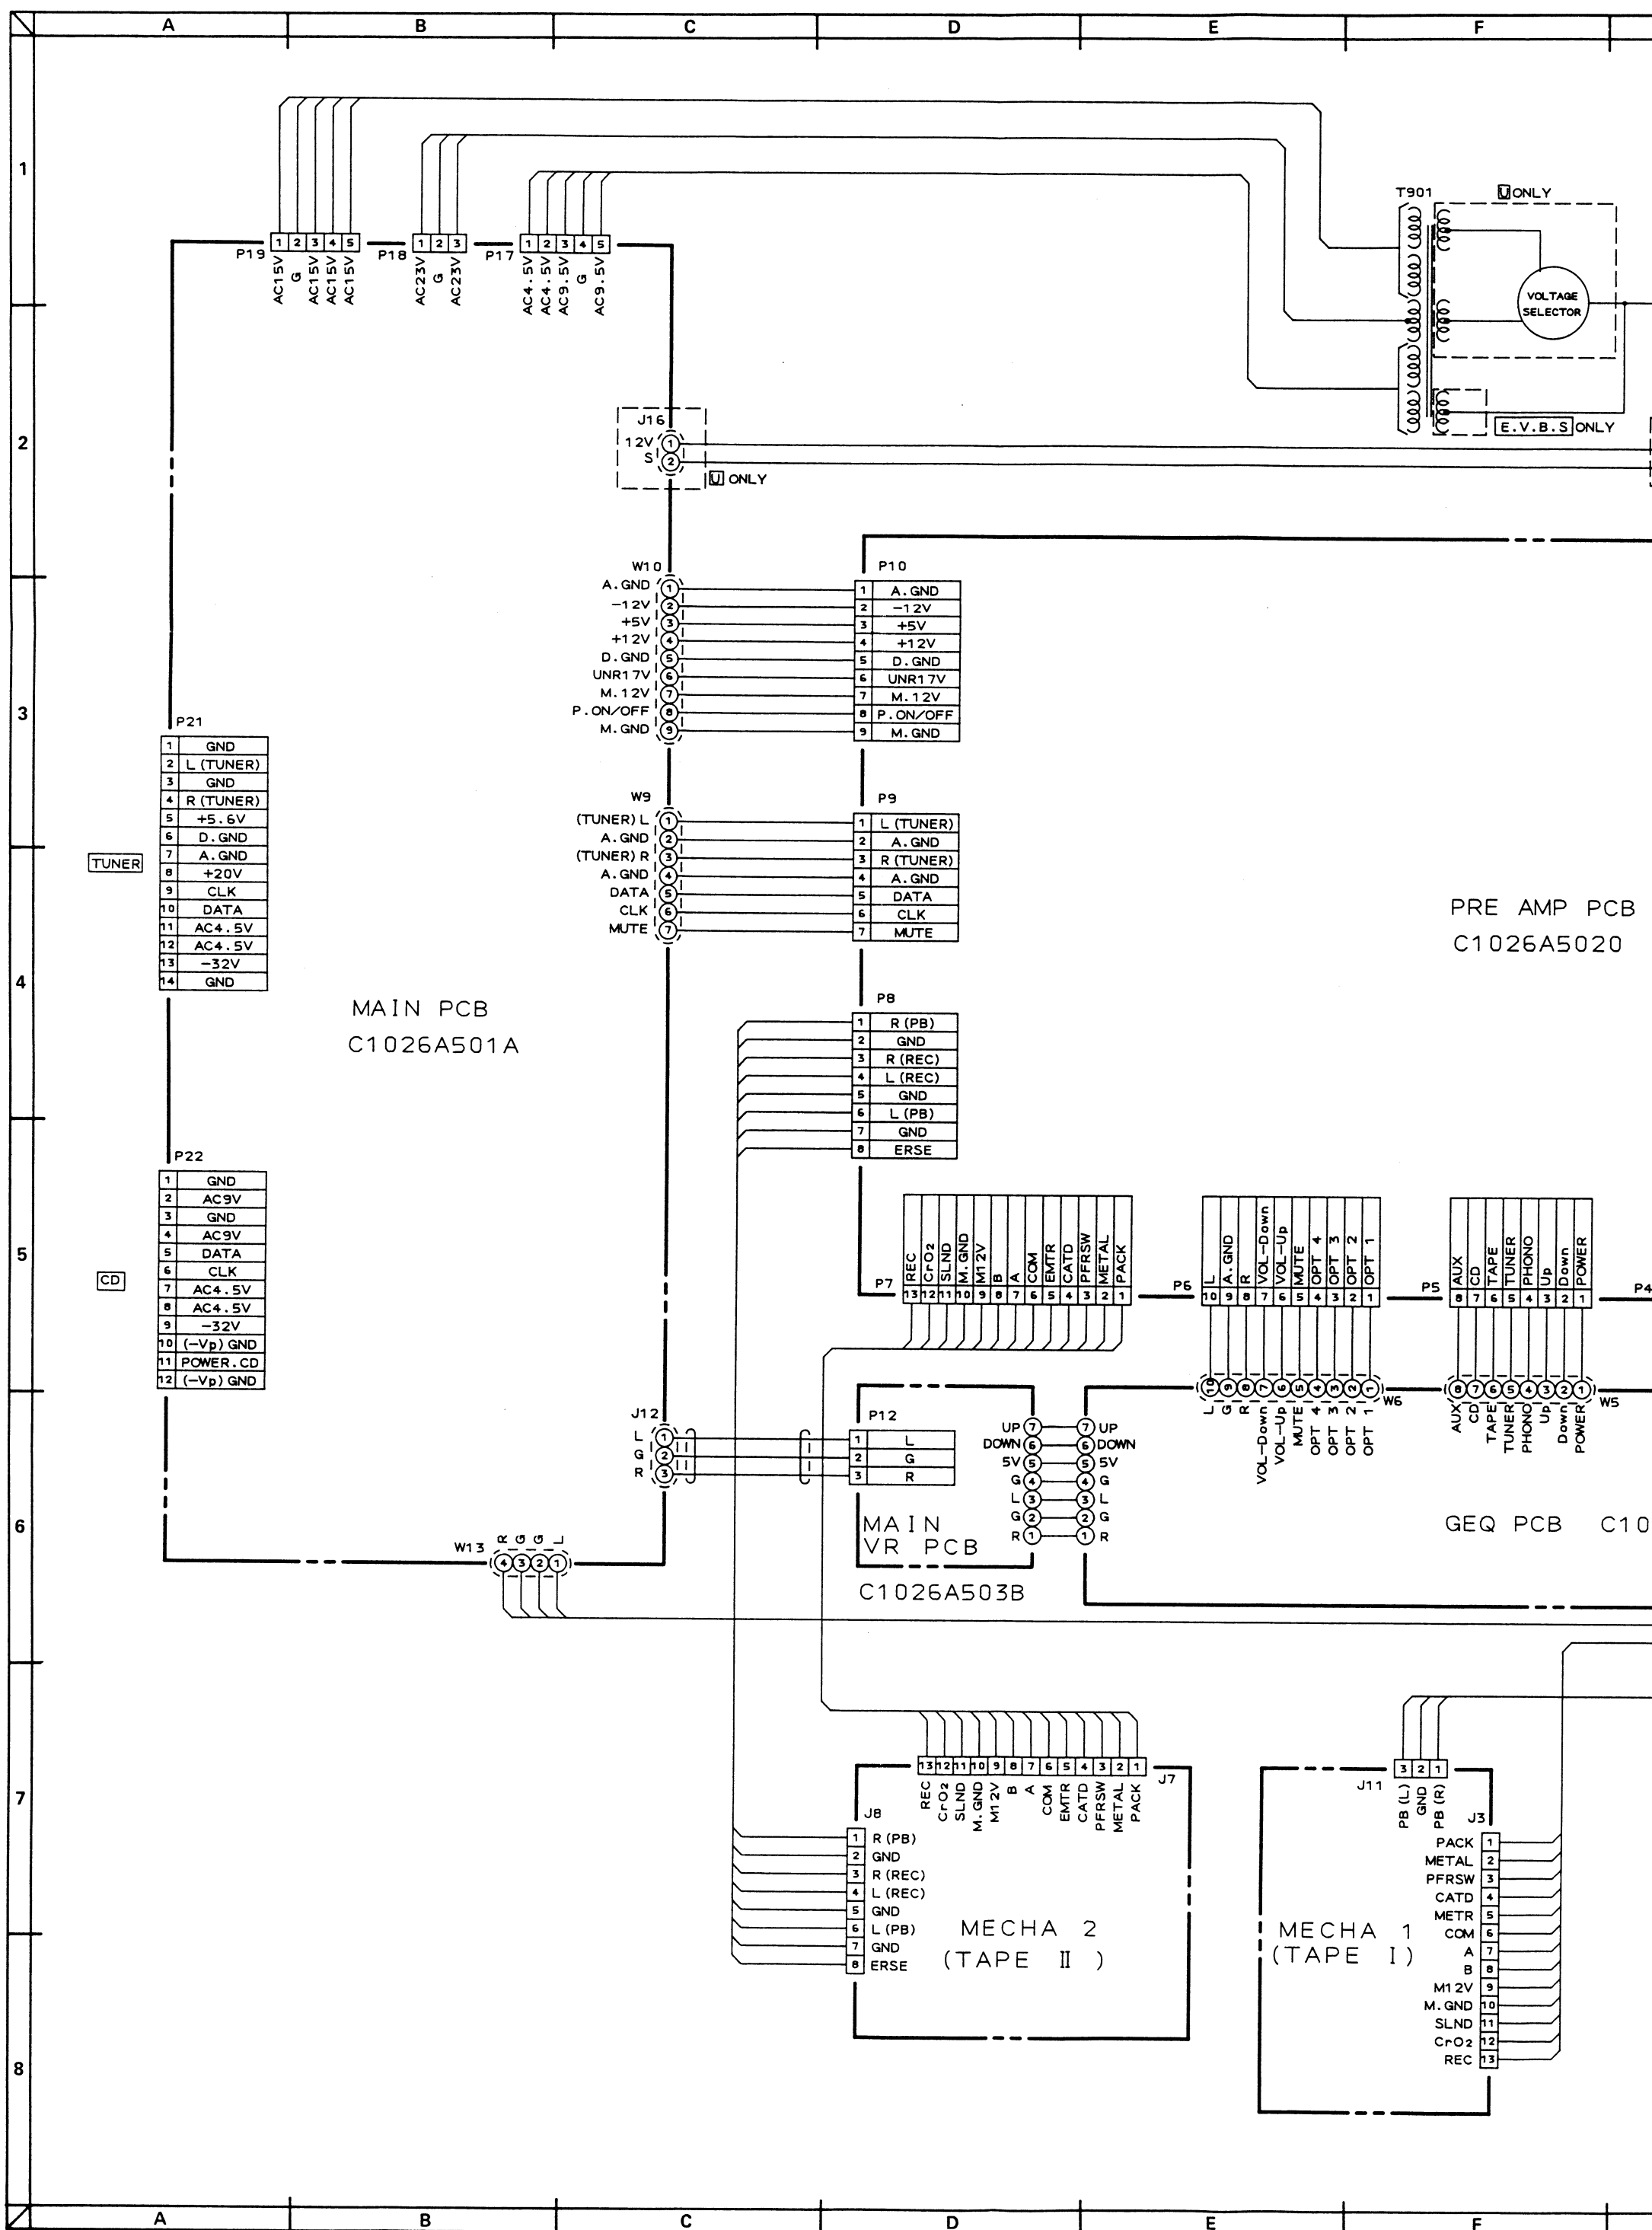 A B C D E F
1
2
3
4
5
6
7
8
T901
U ONLY
VOLTAGE
SELECTOR
E.V.B.S ONLY
P19 1 2 3 4 5
AC15V
G
AC15V
AC15V
AC15V
P18 1 2 3
AC23V
G
AC23V
P17 1 2 3 4 5
AC4.5V
AC4.5V
AC9.5V
G
AC9.5V
J16
12V 1
S 2
U ONLY
W10
A.GND 1
-12V 2
+5V 3
+12V 4
D.GND 5
UNR17V 6
M.12V 7
P.ON/OFF 8
M.GND 9
P10
1 A.GND
2 -12V
3 +5V
4 +12V
5 D.GND
6 UNR17V
7 M.12V
8 P.ON/OFF
9 M.GND
P21
1 GND
2 L(TUNER)
3 GND
4 R(TUNER)
5 +5.6V
6 D.GND
7 A.GND
8 +20V
9 CLK
10 DATA
11 AC4.5V
12 AC4.5V
13 -32V
14 GND
TUNER
W9
(TUNER)L 1
A.GND 2
(TUNER)R 3
A.GND 4
DATA 5
CLK 6
MUTE 7
P9
1 L(TUNER)
2 A.GND
3 R(TUNER)
4 A.GND
5 DATA
6 CLK
7 MUTE
PRE AMP PCB
C1026A5020
MAIN PCB
C1026A501A
P8
1 R(PB)
2 GND
3 R(REC)
4 L(REC)
5 GND
6 L(PB)
7 GND
8 ERSE
P22
1 GND
2 AC9V
3 GND
4 AC9V
5 DATA
6 CLK
7 AC4.5V
8 AC4.5V
9 -32V
10 (-Vp)GND
11 POWER.CD
12 (-Vp)GND
CD
P7
13 REC
12 CrO2
11 SLND
10 M.GND
9 M12V
8 B
7 A
6 COM
5 EMTR
4 CATD
3 PFRSW
2 METAL
1 PACK
P6
10 L
9 A.GND
8 R
7 VOL-Down
6 VOL-Up
5 MUTE
4 OPT 4
3 OPT 3
2 OPT 2
1 OPT 1
P5
8 AUX
7 CD
6 TAPE
5 TUNER
4 PHONO
3 Up
2 Down
1 POWER
P4
W6
10 L
9 G
8 R
7 VOL-Down
6 VOL-Up
5 MUTE
4 OPT 4
3 OPT 3
2 OPT 2
1 OPT 1
W5
8 AUX
7 CD
6 TAPE
5 TUNER
4 PHONO
3 Up
2 Down
1 POWER
J12
L 1
G 2
R 3
P12
1 L
2 G
3 R
UP 7 7 UP
DOWN 6 6 DOWN
5V 5 5 5V
G 4 4 G
L 3 3 L
G 2 2 G
R 1 1 R
MAIN
VR PCB
C1026A503B
GEQ PCB C10
W13
R G G L
4 3 2 1
13 12 11 10 9 8 7 6 5 4 3 2 1
J7
REC
CrO2
SLND
M.GND
M12V
B
A
COM
EMTR
CATD
PFRSW
METAL
PACK
J8
1 R(PB)
2 GND
3 R(REC)
4 L(REC)
5 GND
6 L(PB)
7 GND
8 ERSE
MECHA 2
(TAPE II )
J11
3 2 1
PB(L)
GND
PB(R)
J3
PACK 1
METAL 2
PFRSW 3
CATD 4
METR 5
COM 6
A 7
B 8
M12V 9
M.GND 10
SLND 11
CrO2 12
REC 13
MECHA 1
(TAPE I)
A B C D E F